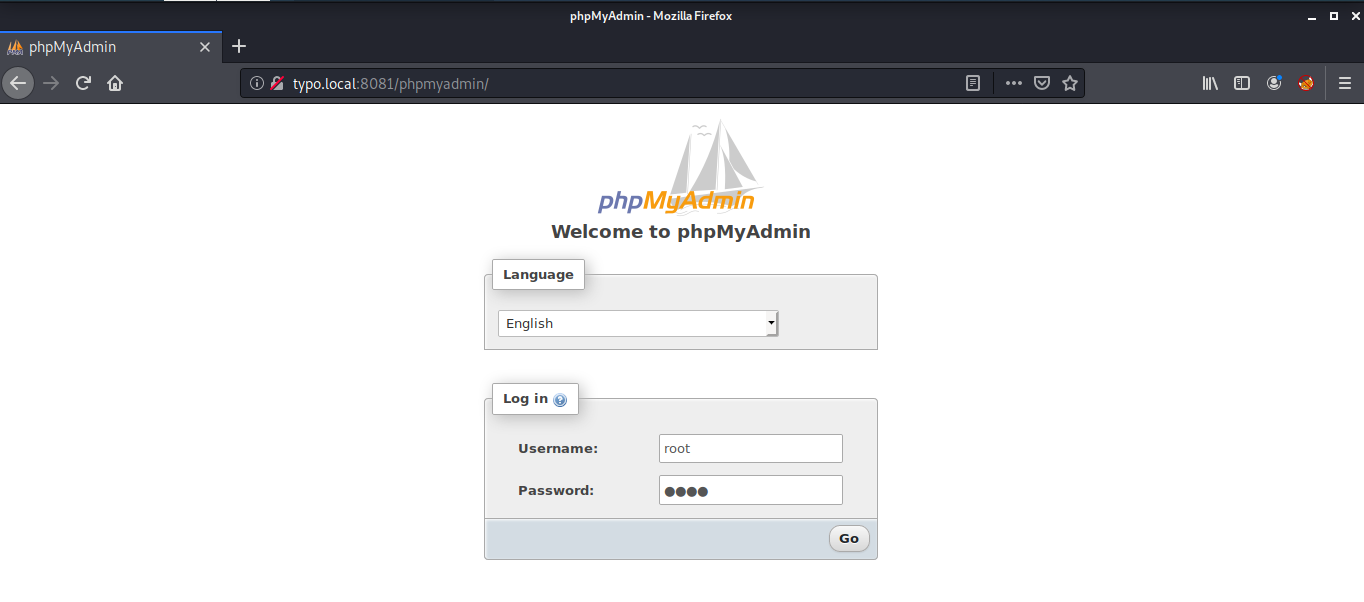 phpMyAdmin - Mozilla Firefox
phpMyAdmin
typo.local:8081/phpmyadmin/
phpMyAdmin
Welcome to phpMyAdmin
Language
English
Log in
Username: root
Password: ●●●●
Go